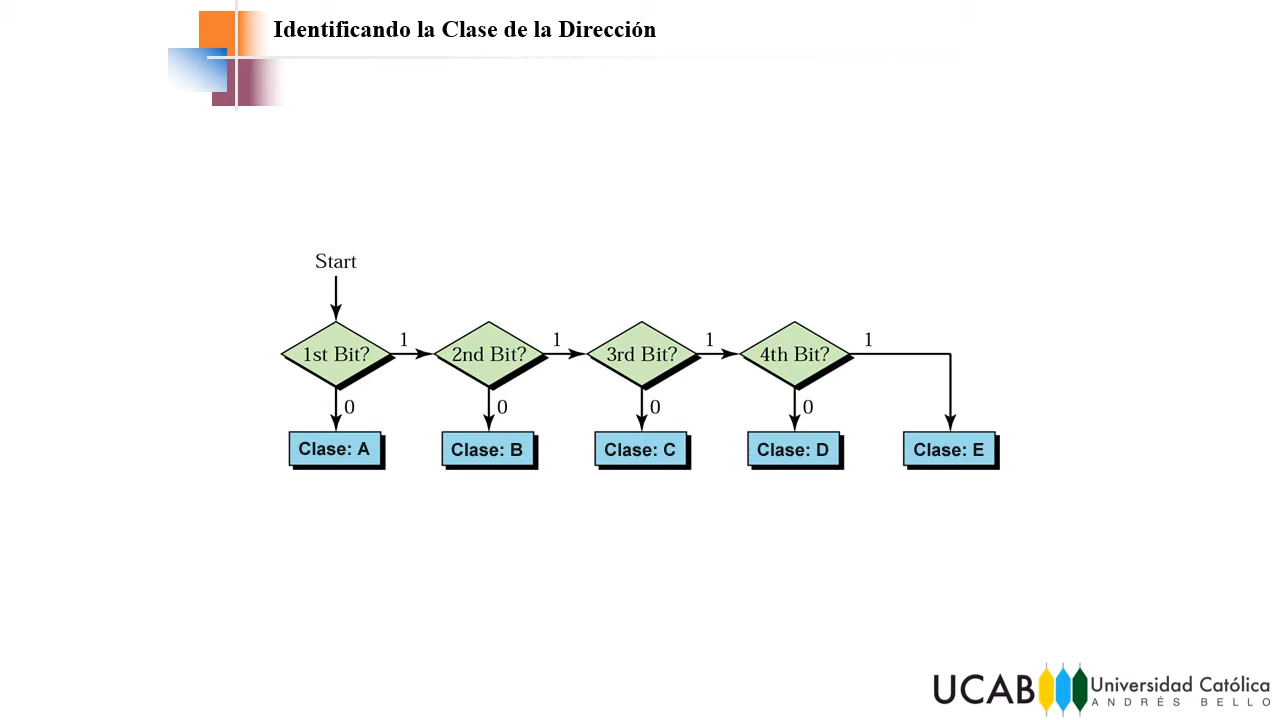 Identificando la Clase de la Dirección
Start
1st Bit? 1 2nd Bit? 1 3rd Bit? 1 4th Bit? 1
0 0 0 0
Clase: A Clase: B Clase: C Clase: D Clase: E
UCAB Universidad Católica
ANDRÉS BELLO